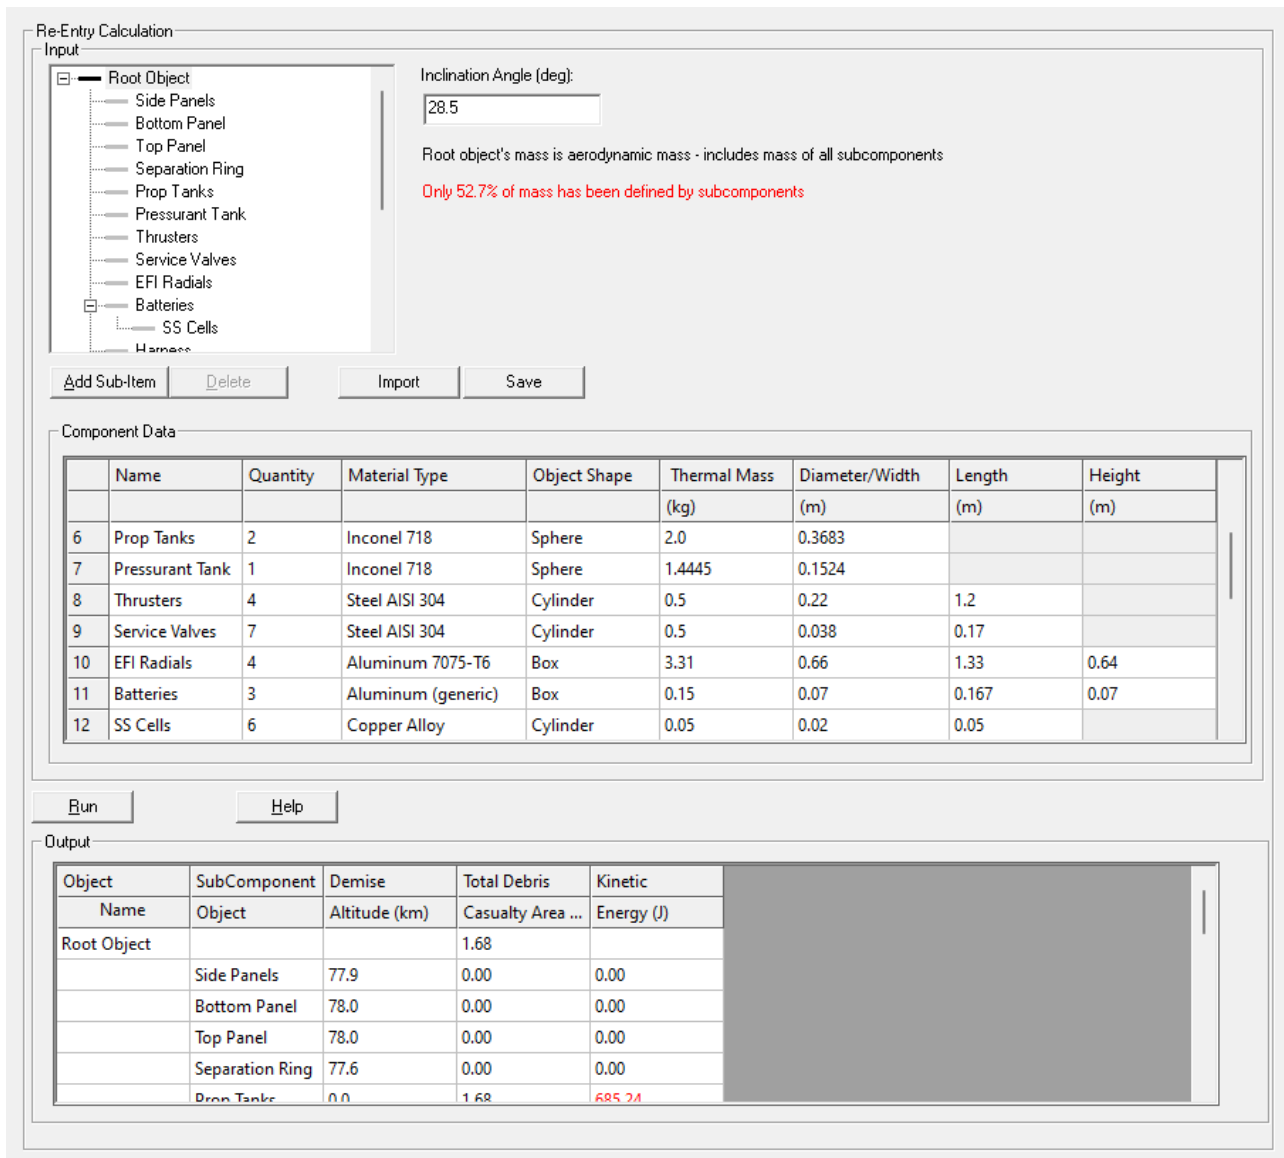 Re-Entry Calculation
Input
Root Object
Side Panels
Bottom Panel
Top Panel
Separation Ring
Prop Tanks
Pressurant Tank
Thrusters
Service Valves
EFI Radials
Batteries
SS Cells
Harness
Inclination Angle (deg):
28.5
Root object's mass is aerodynamic mass - includes mass of all subcomponents
Only 52.7% of mass has been defined by subcomponents
Add Sub-Item Delete Import Save
Component Data
Name Quantity Material Type Object Shape Thermal Mass Diameter/Width Length Height
(kg) (m) (m) (m)
6 Prop Tanks 2 Inconel 718 Sphere 2.0 0.3683
7 Pressurant Tank 1 Inconel 718 Sphere 1.4445 0.1524
8 Thrusters 4 Steel AISI 304 Cylinder 0.5 0.22 1.2
9 Service Valves 7 Steel AISI 304 Cylinder 0.5 0.038 0.17
10 EFI Radials 4 Aluminum 7075-T6 Box 3.31 0.66 1.33 0.64
11 Batteries 3 Aluminum (generic) Box 0.15 0.07 0.167 0.07
12 SS Cells 6 Copper Alloy Cylinder 0.05 0.02 0.05
Run Help
Output
Object SubComponent Demise Total Debris Kinetic
Name Object Altitude (km) Casualty Area ... Energy (J)
Root Object 1.68
Side Panels 77.9 0.00 0.00
Bottom Panel 78.0 0.00 0.00
Top Panel 78.0 0.00 0.00
Separation Ring 77.6 0.00 0.00
Prop Tanks 0.0 1.68 685.24